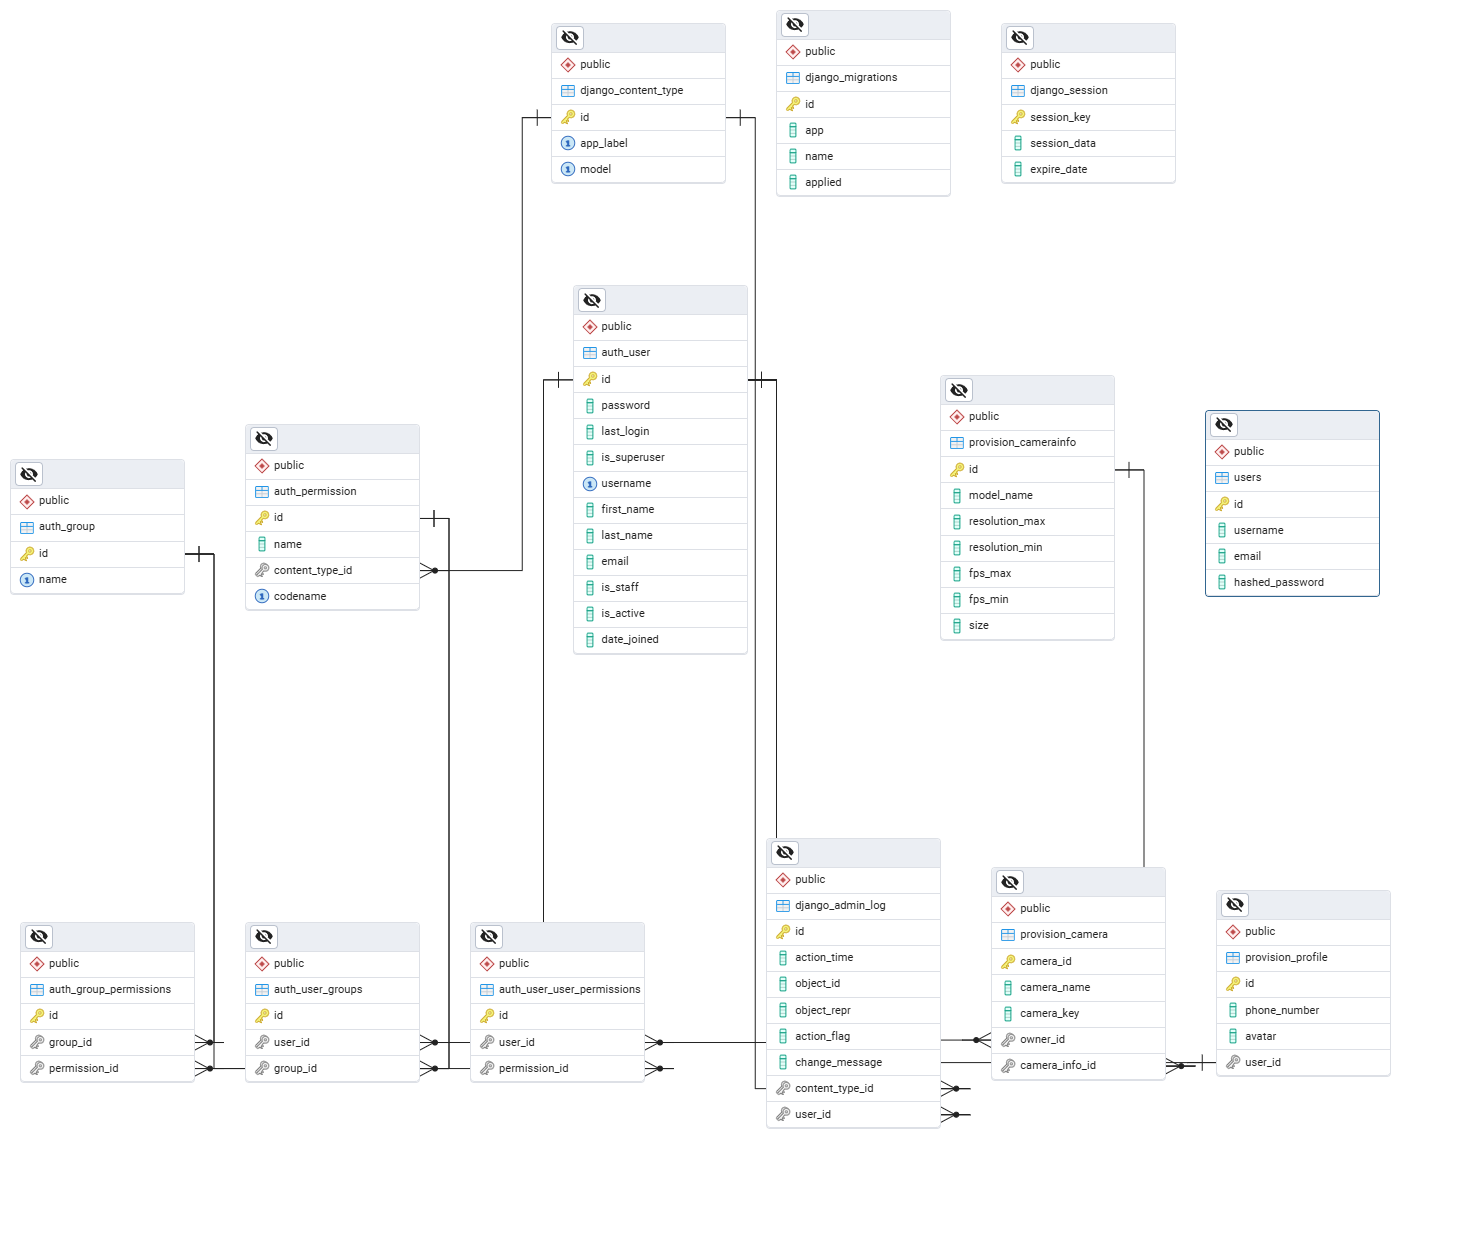 public
django_content_type
id
app_label
model
public
django_migrations
id
app
name
applied
public
django_session
session_key
session_data
expire_date
public
auth_user
id
password
last_login
is_superuser
username
first_name
last_name
email
is_staff
is_active
date_joined
public
provision_camerainfo
id
model_name
resolution_max
resolution_min
fps_max
fps_min
size
public
users
id
username
email
hashed_password
public
auth_group
id
name
public
auth_permission
id
name
content_type_id
codename
public
auth_group_permissions
id
group_id
permission_id
public
auth_user_groups
id
user_id
group_id
public
auth_user_user_permissions
id
user_id
permission_id
public
django_admin_log
id
action_time
object_id
object_repr
action_flag
change_message
content_type_id
user_id
public
provision_camera
camera_id
camera_name
camera_key
owner_id
camera_info_id
public
provision_profile
id
phone_number
avatar
user_id